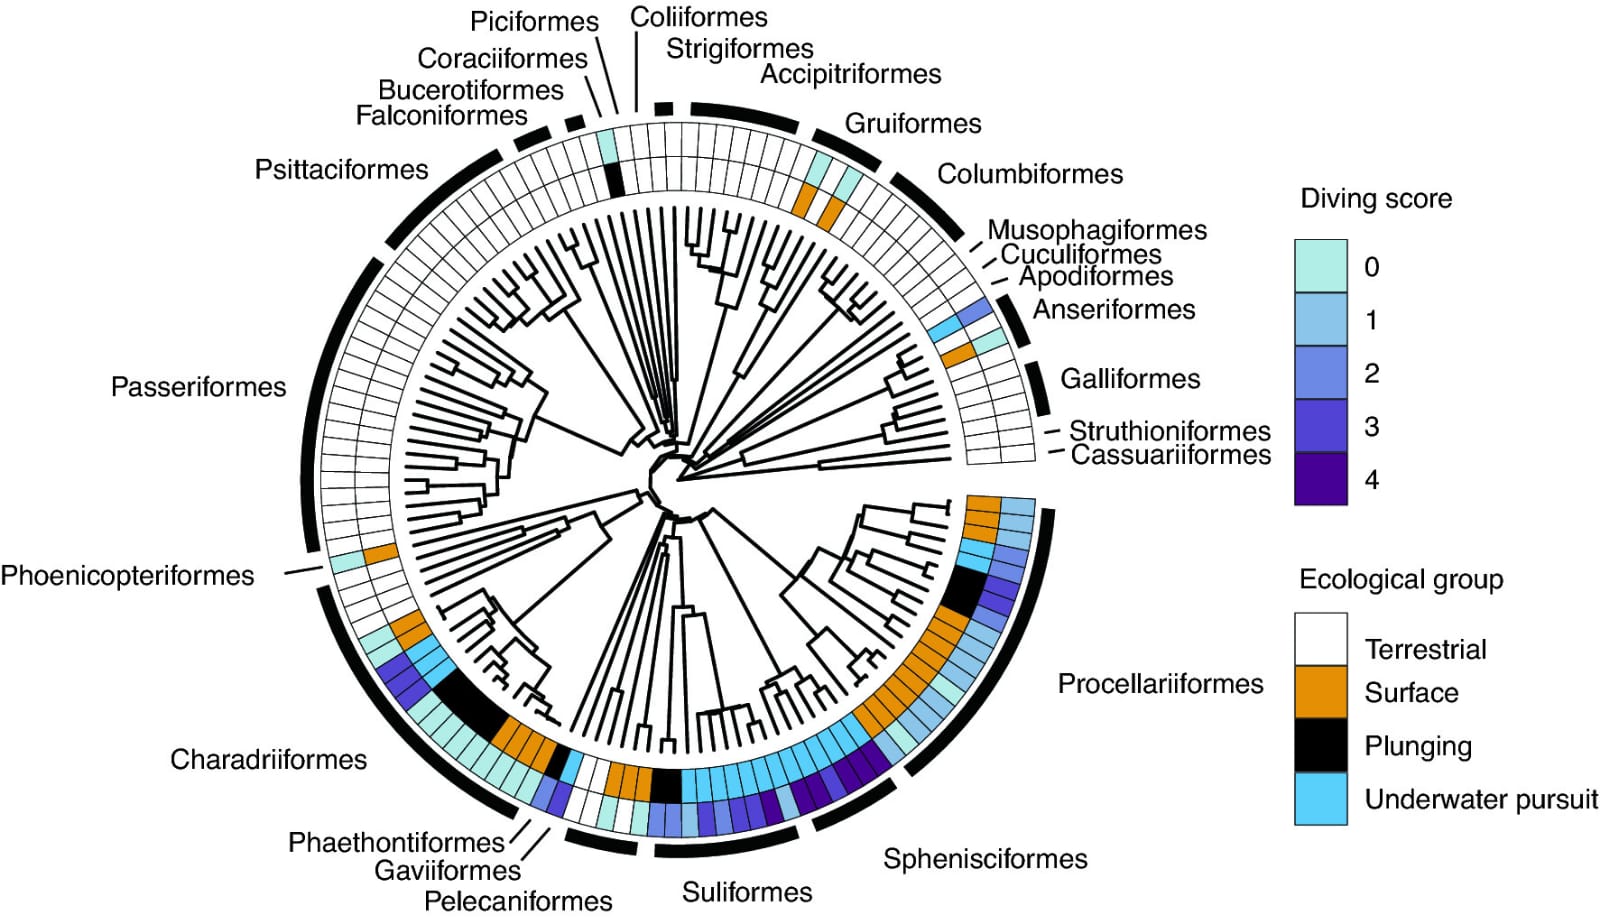 Piciformes
Coliiformes
Coraciiformes
Strigiformes
Bucerotiformes
Accipitriformes
Falconiformes
Gruiformes
Psittaciformes
Columbiformes
Musophagiformes
Cuculiformes
Apodiformes
Anseriformes
Passeriformes
Galliformes
Struthioniformes
Cassuariiformes
Phoenicopteriformes
Procellariiformes
Charadriiformes
Phaethontiformes
Gaviiformes
Pelecaniformes
Suliformes
Sphenisciformes
Diving score
0
1
2
3
4
Ecological group
Terrestrial
Surface
Plunging
Underwater pursuit